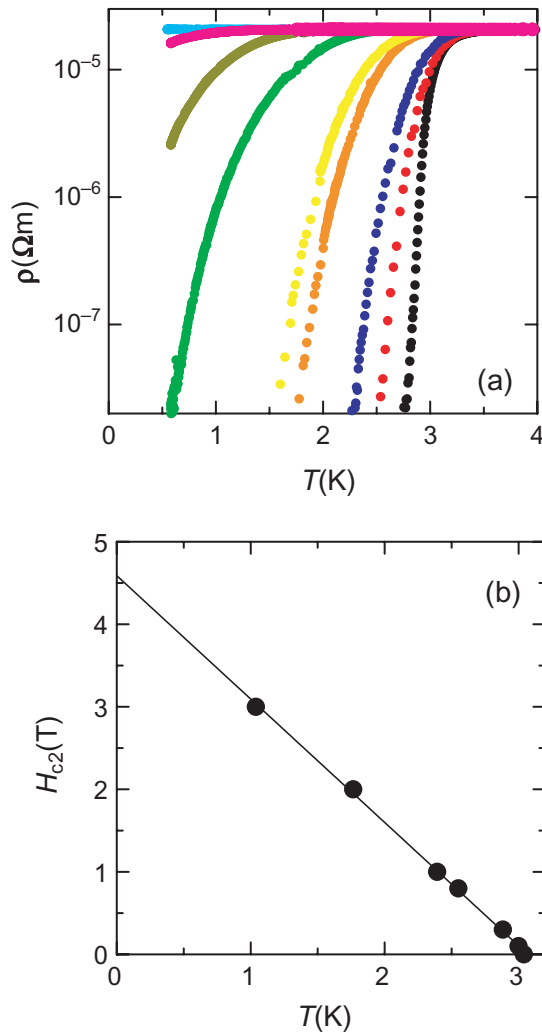 10⁻⁵
10⁻⁶
10⁻⁷
ρ(Ωm)
(a)
0 1 2 3 4
T(K)
5
4
3
2
1
0
H_c2(T)
(b)
0 1 2 3
T(K)